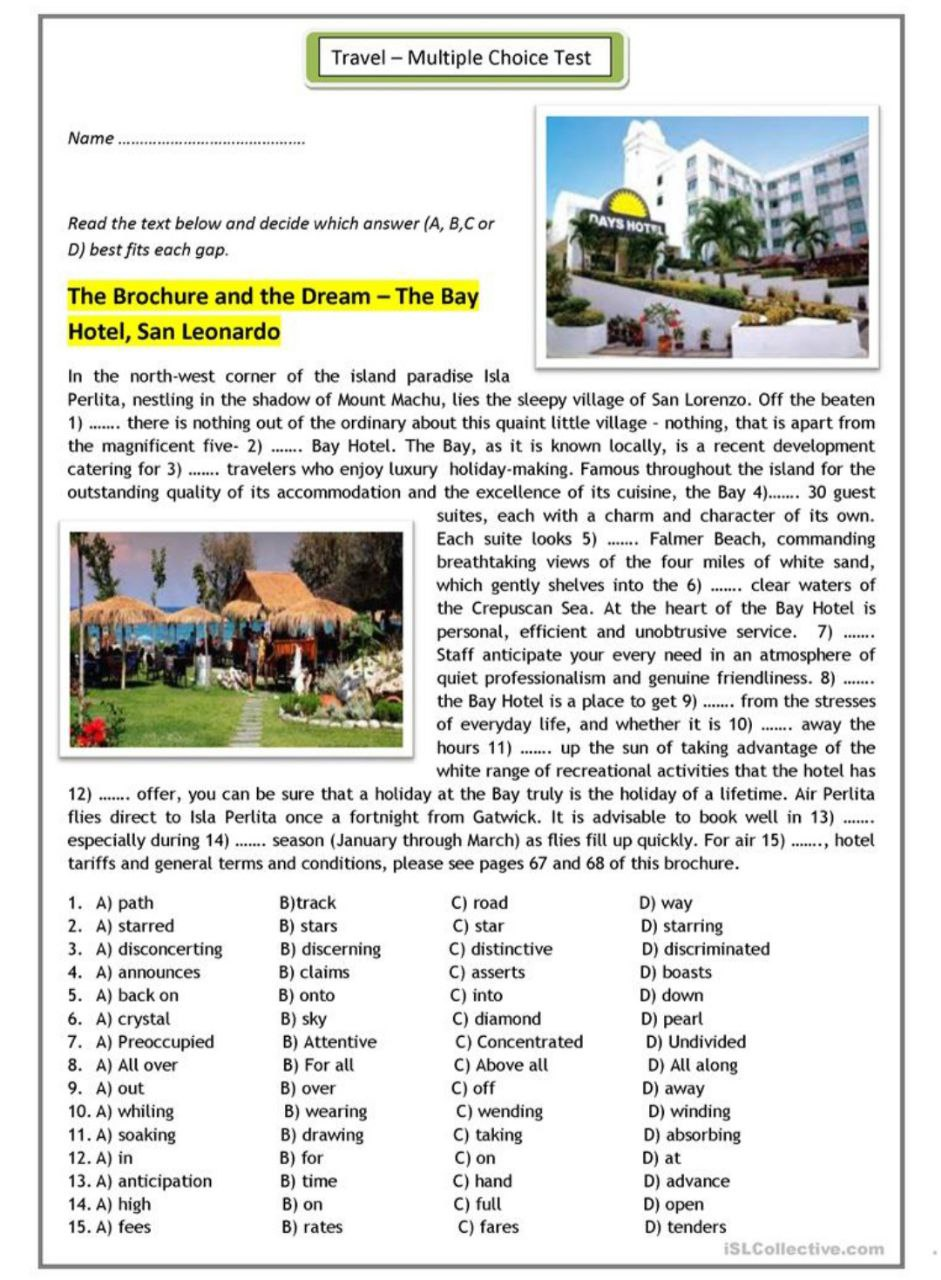 Travel – Multiple Choice Test
Name ...........................................
Read the text below and decide which answer (A, B,C or
D) best fits each gap.
DAYS HOTEL
The Brochure and the Dream – The Bay
Hotel, San Leonardo
In the north-west corner of the island paradise Isla
Perlita, nestling in the shadow of Mount Machu, lies the sleepy village of San Lorenzo. Off the beaten
1) ....... there is nothing out of the ordinary about this quaint little village - nothing, that is apart from
the magnificent five- 2) ....... Bay Hotel. The Bay, as it is known locally, is a recent development
catering for 3) ....... travelers who enjoy luxury holiday-making. Famous throughout the island for the
outstanding quality of its accommodation and the excellence of its cuisine, the Bay 4)....... 30 guest
suites, each with a charm and character of its own.
Each suite looks 5) ....... Falmer Beach, commanding
breathtaking views of the four miles of white sand,
which gently shelves into the 6) ....... clear waters of
the Crepuscan Sea. At the heart of the Bay Hotel is
personal, efficient and unobtrusive service. 7) .......
Staff anticipate your every need in an atmosphere of
quiet professionalism and genuine friendliness. 8) .......
the Bay Hotel is a place to get 9) ....... from the stresses
of everyday life, and whether it is 10) ....... away the
hours 11) ....... up the sun of taking advantage of the
white range of recreational activities that the hotel has
12) ....... offer, you can be sure that a holiday at the Bay truly is the holiday of a lifetime. Air Perlita
flies direct to Isla Perlita once a fortnight from Gatwick. It is advisable to book well in 13) .......
especially during 14) ....... season (January through March) as flies fill up quickly. For air 15) ......., hotel
tariffs and general terms and conditions, please see pages 67 and 68 of this brochure.
1. A) path B)track C) road D) way
2. A) starred B) stars C) star D) starring
3. A) disconcerting B) discerning C) distinctive D) discriminated
4. A) announces B) claims C) asserts D) boasts
5. A) back on B) onto C) into D) down
6. A) crystal B) sky C) diamond D) pearl
7. A) Preoccupied B) Attentive C) Concentrated D) Undivided
8. A) All over B) For all C) Above all D) All along
9. A) out B) over C) off D) away
10. A) whiling B) wearing C) wending D) winding
11. A) soaking B) drawing C) taking D) absorbing
12. A) in B) for C) on D) at
13. A) anticipation B) time C) hand D) advance
14. A) high B) on C) full D) open
15. A) fees B) rates C) fares D) tenders
iSLCollective.com